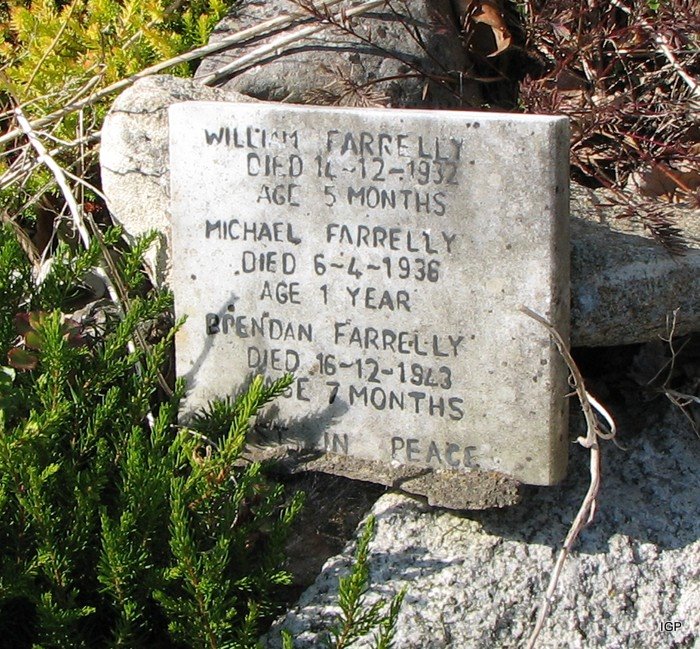 WILLIAM FARRELLY
DIED 14-12-1932
AGE 5 MONTHS
MICHAEL FARRELLY
DIED 6-4-1936
AGE 1 YEAR
BRENDAN FARRELLY
DIED 16-12-1943
AGE 7 MONTHS
IN PEACE
IGP